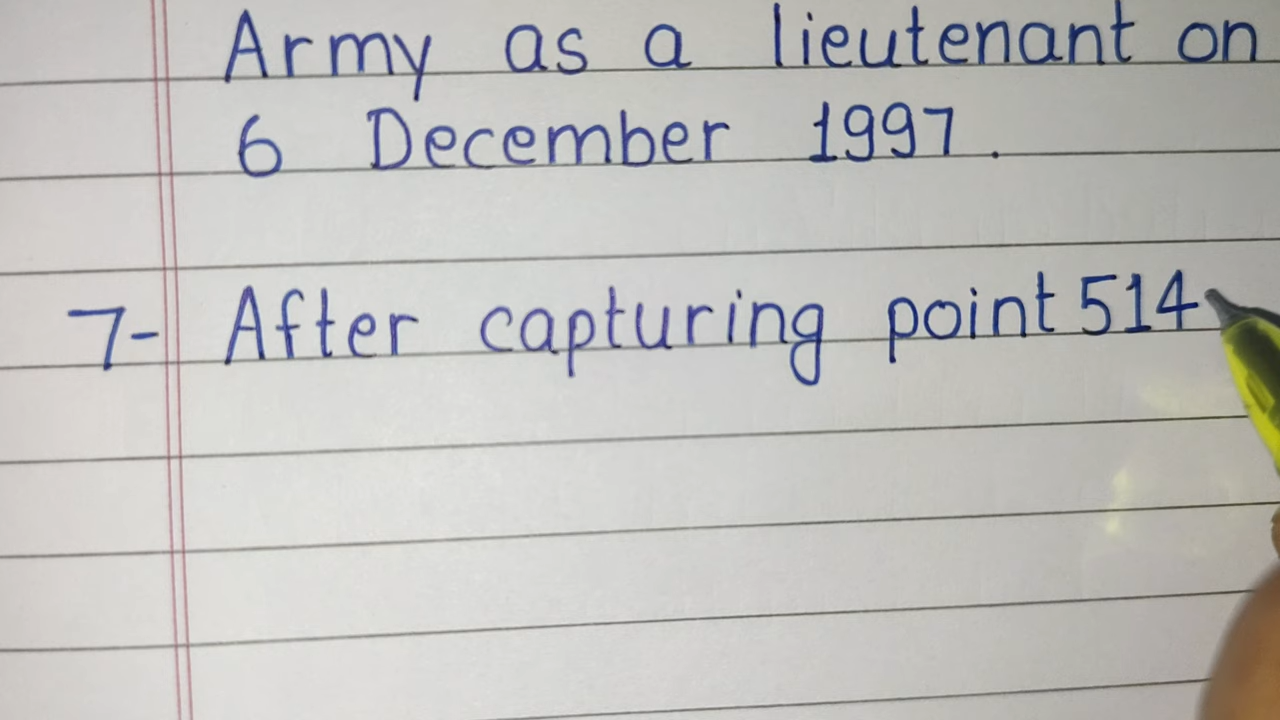 Army as a lieutenant on
6 December 1997.
7- After capturing point 514